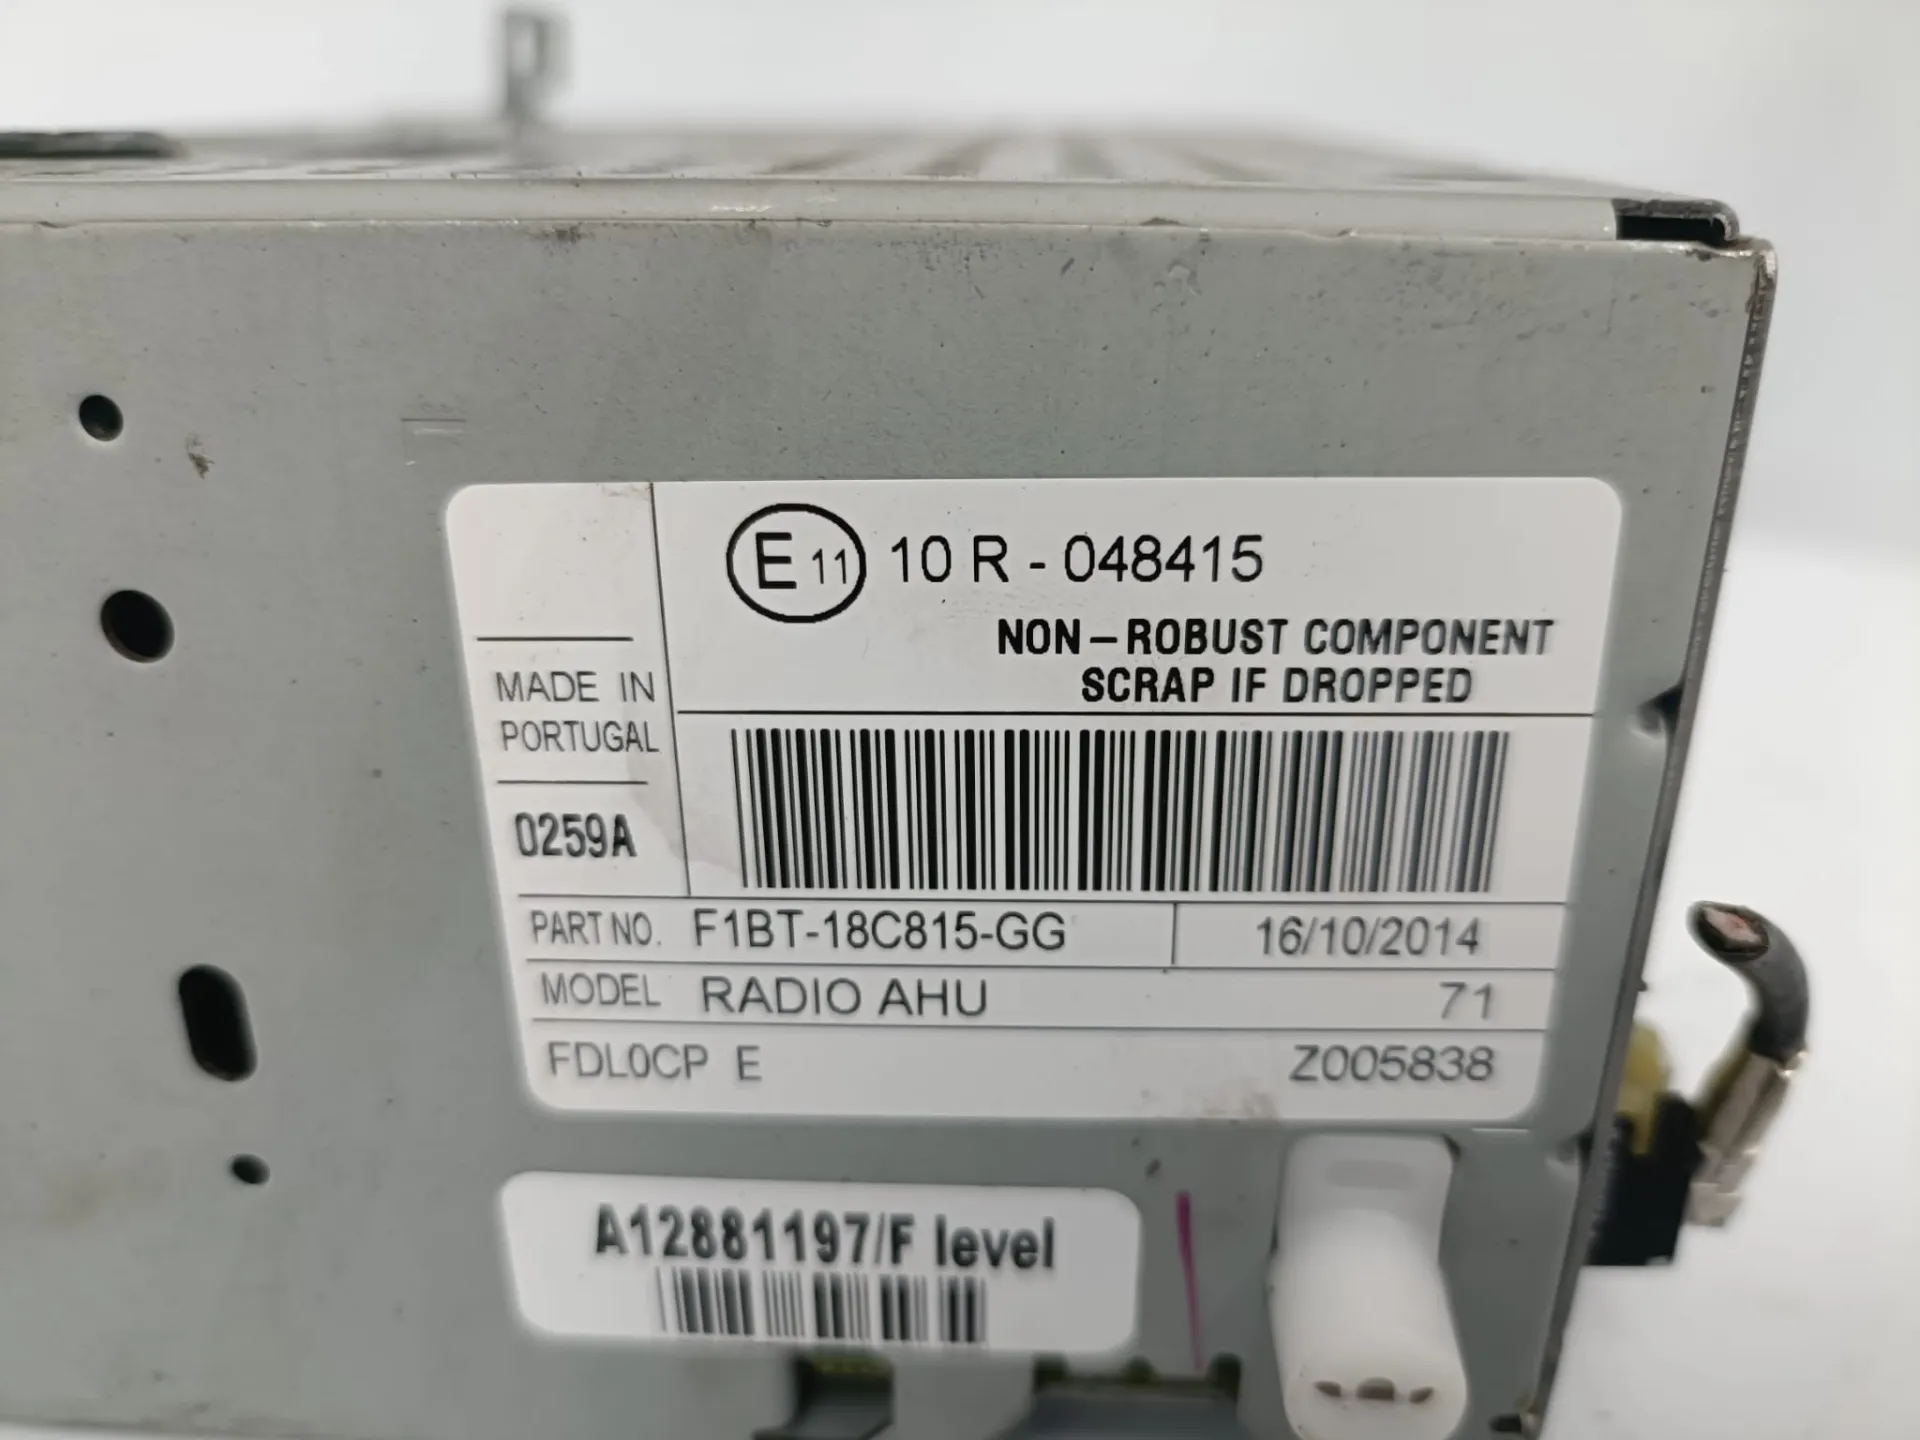 E 11 10 R - 048415
NON-ROBUST COMPONENT
SCRAP IF DROPPED
MADE IN
PORTUGAL
0259A
PART NO. F1BT-18C815-GG 16/10/2014
MODEL RADIO AHU 71
FDL0CP E Z005838
A12881197/F level